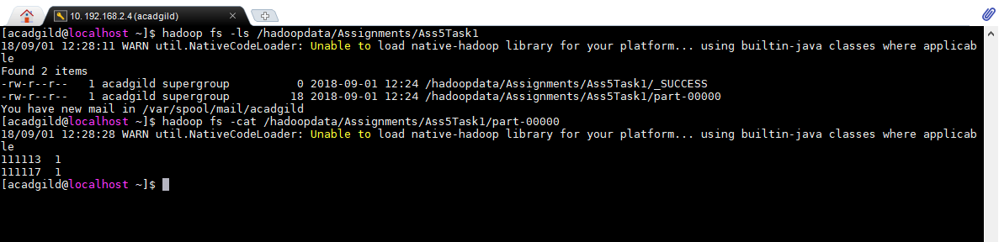 10. 192.168.2.4 (acadgild)
[acadgild@localhost ~]$ hadoop fs -ls /hadoopdata/Assignments/Ass5Task1
18/09/01 12:28:11 WARN util.NativeCodeLoader: Unable to load native-hadoop library for your platform... using builtin-java classes where applicab
le
Found 2 items
-rw-r--r--   1 acadgild supergroup          0 2018-09-01 12:24 /hadoopdata/Assignments/Ass5Task1/_SUCCESS
-rw-r--r--   1 acadgild supergroup         18 2018-09-01 12:24 /hadoopdata/Assignments/Ass5Task1/part-00000
You have new mail in /var/spool/mail/acadgild
[acadgild@localhost ~]$ hadoop fs -cat /hadoopdata/Assignments/Ass5Task1/part-00000
18/09/01 12:28:28 WARN util.NativeCodeLoader: Unable to load native-hadoop library for your platform... using builtin-java classes where applicab
le
111113  1
111117  1
[acadgild@localhost ~]$